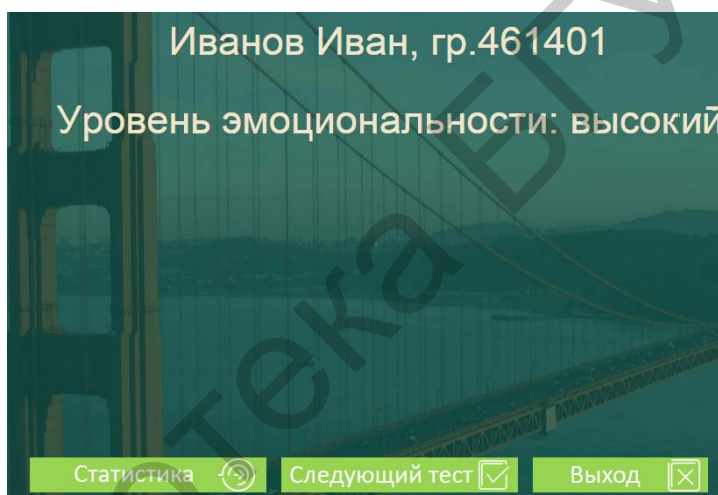 Иванов Иван, гр.461401
Уровень эмоциональности: высокий
Статистика
Следующий тест
Выход